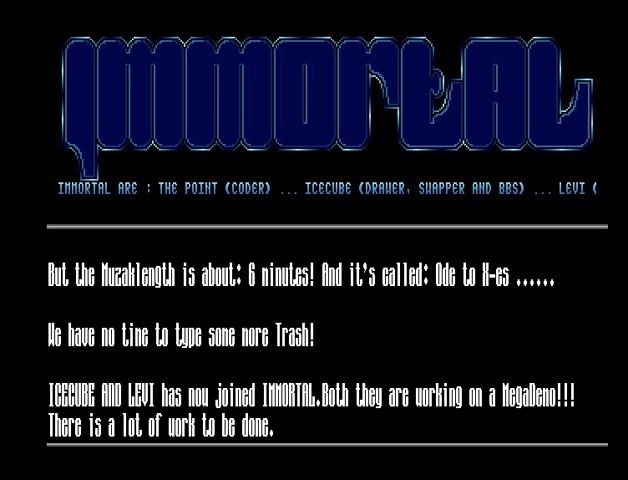 IMMORTAL
IMMORTAL ARE : THE POINT (CODER) ... ICECUBE (DRAWER, SWAPPER AND BBS) ... LEVI (
But the Muzaklength is about: 6 minutes! And it's called: Ode to X-es ......
We have no time to type some more Trash!
ICECUBE AND LEVI has now joined IMMORTAL.Both they are working on a MegaDemo!!!
There is a lot of work to be done.